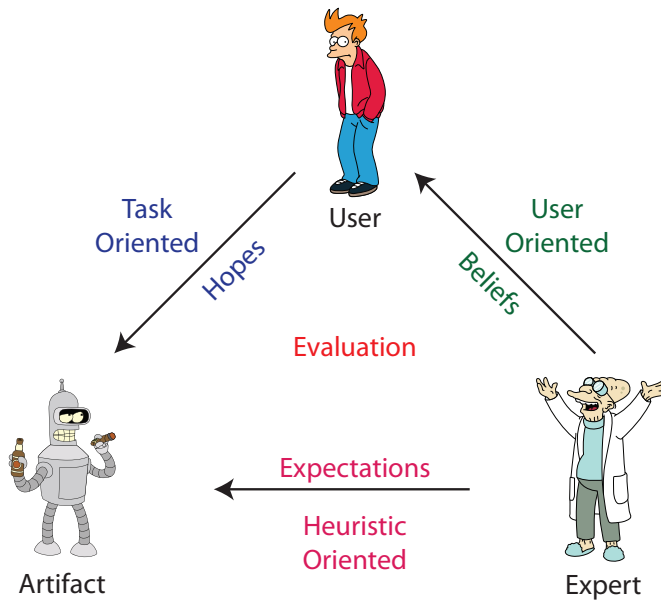 User
Task
Oriented
Hopes
User
Oriented
Beliefs
Evaluation
Expectations
Heuristic
Oriented
Artifact
Expert